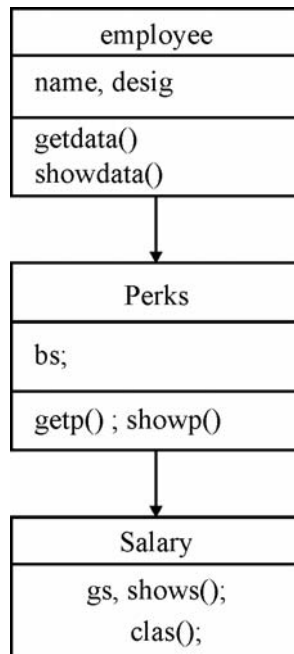 employee
name, desig
getdata()
showdata()
Perks
bs;
getp() ; showp()
Salary
gs, shows();
clas();